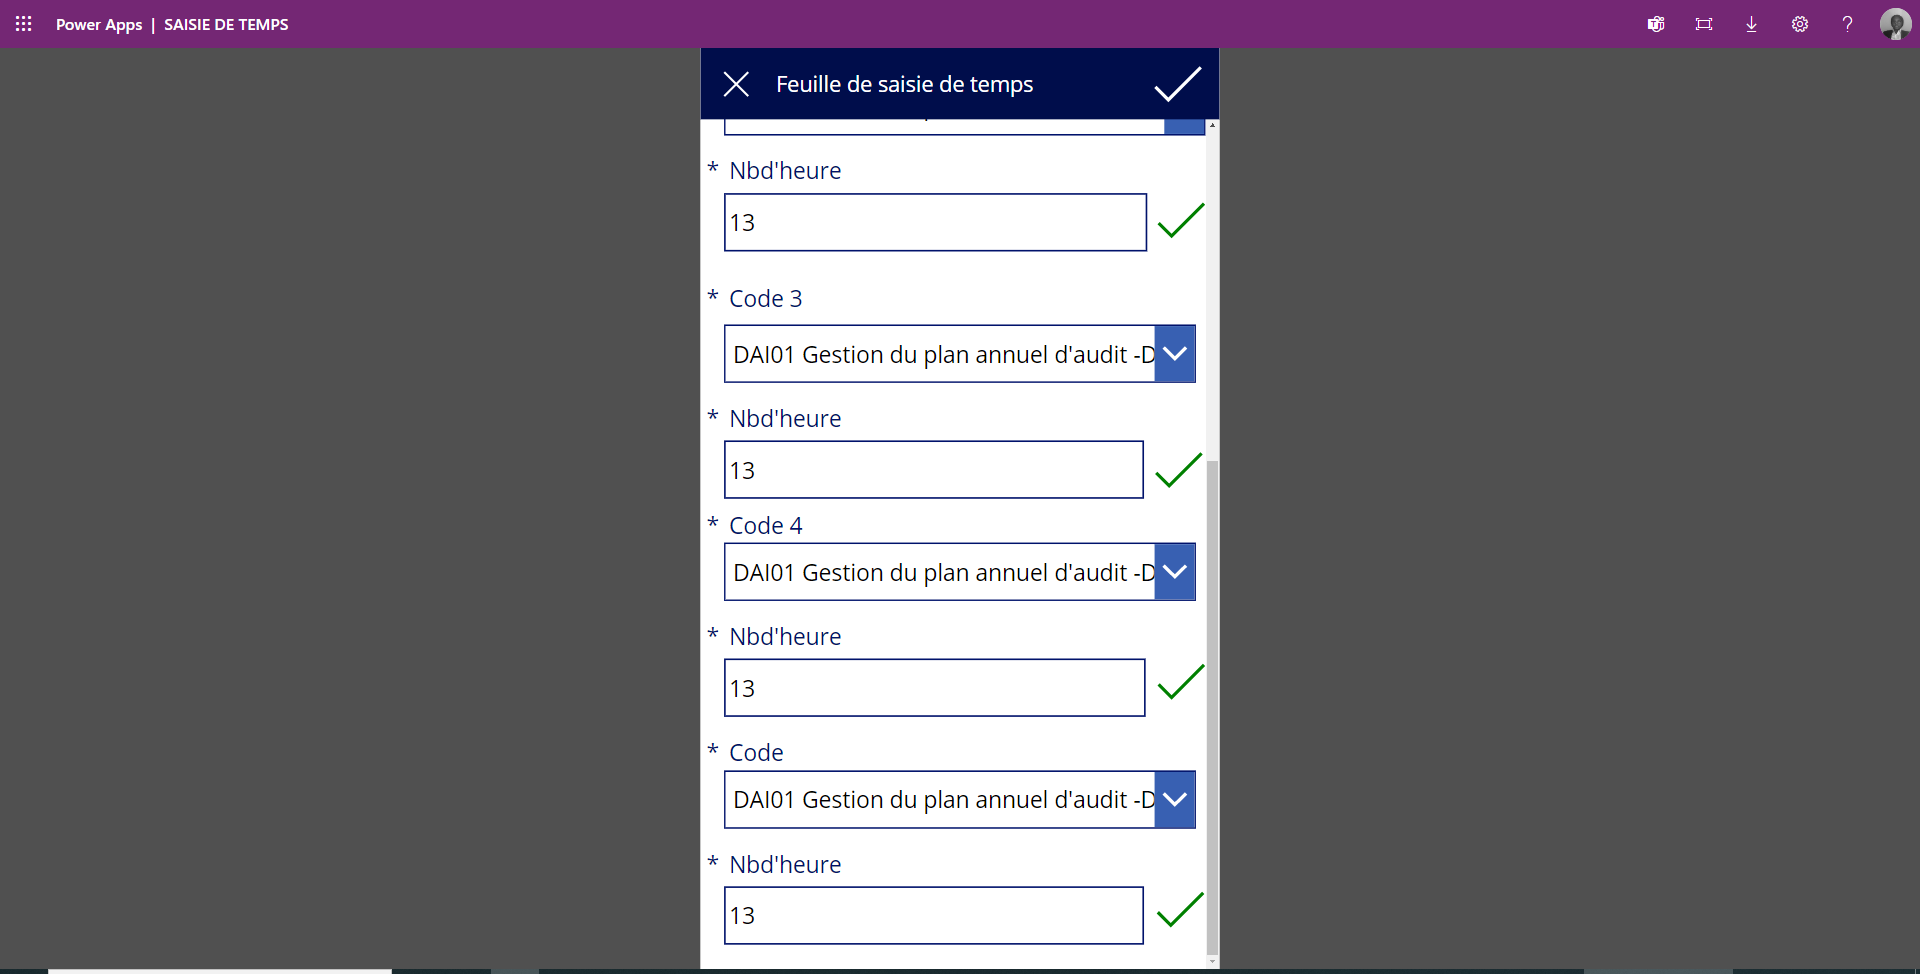 Power Apps | SAISIE DE TEMPS
Feuille de saisie de temps
* Nbd'heure
13
* Code 3
DAI01 Gestion du plan annuel d'audit -D
* Nbd'heure
13
* Code 4
DAI01 Gestion du plan annuel d'audit -D
* Nbd'heure
13
* Code
DAI01 Gestion du plan annuel d'audit -D
* Nbd'heure
13